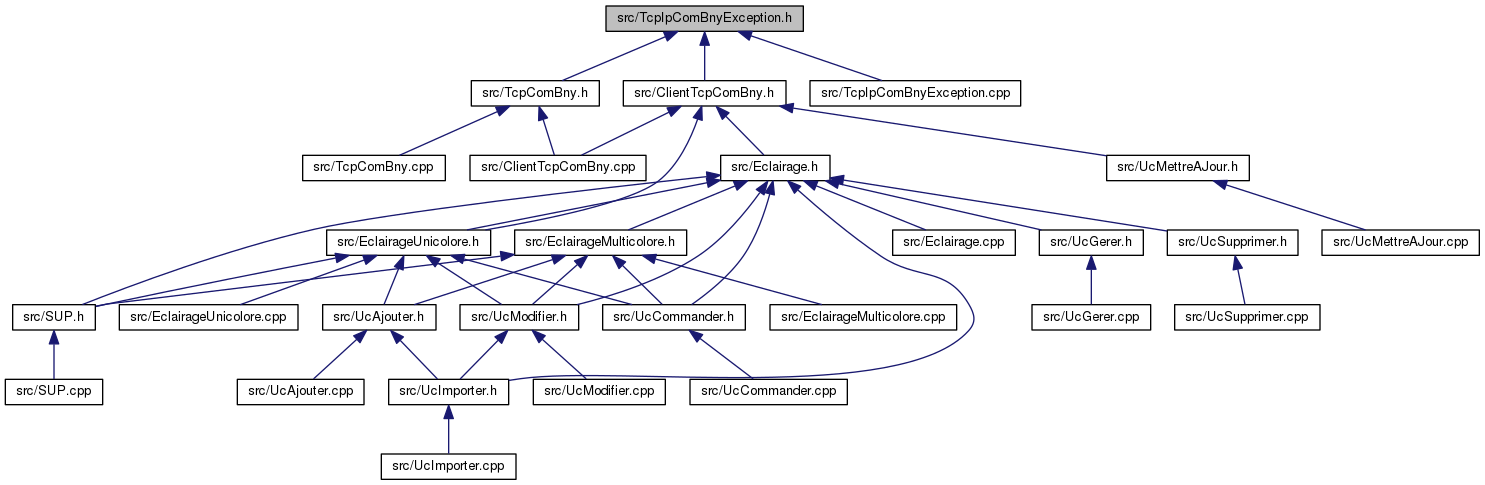 src/TcpIpComBnyException.h
src/TcpComBny.h
src/ClientTcpComBny.h
src/TcpIpComBnyException.cpp
src/TcpComBny.cpp
src/ClientTcpComBny.cpp
src/Eclairage.h
src/UcMettreAJour.h
src/EclairageUnicolore.h
src/EclairageMulticolore.h
src/Eclairage.cpp
src/UcGerer.h
src/UcSupprimer.h
src/UcMettreAJour.cpp
src/SUP.h
src/EclairageUnicolore.cpp
src/UcAjouter.h
src/UcModifier.h
src/UcCommander.h
src/EclairageMulticolore.cpp
src/UcGerer.cpp
src/UcSupprimer.cpp
src/SUP.cpp
src/UcAjouter.cpp
src/UcImporter.h
src/UcModifier.cpp
src/UcCommander.cpp
src/UcImporter.cpp